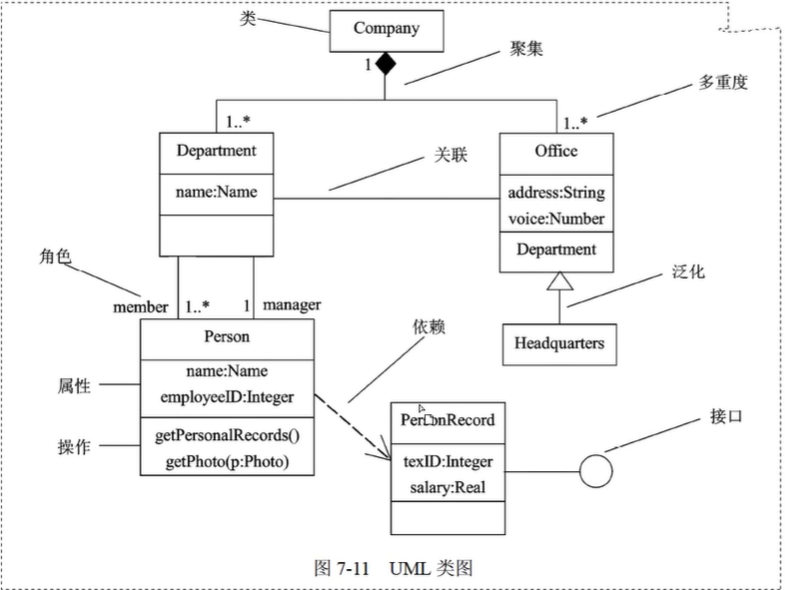 类
Company
1
聚集
多重度
1..*
1..*
Department
name:Name
关联
Office
address:String
voice:Number
Department
角色
member
1..*
1
manager
泛化
Headquarters
依赖
Person
name:Name
employeeID:Integer
属性
getPersonalRecords()
getPhoto(p:Photo)
操作
PersonRecord
texID:Integer
salary:Real
接口
图 7-11 UML 类图